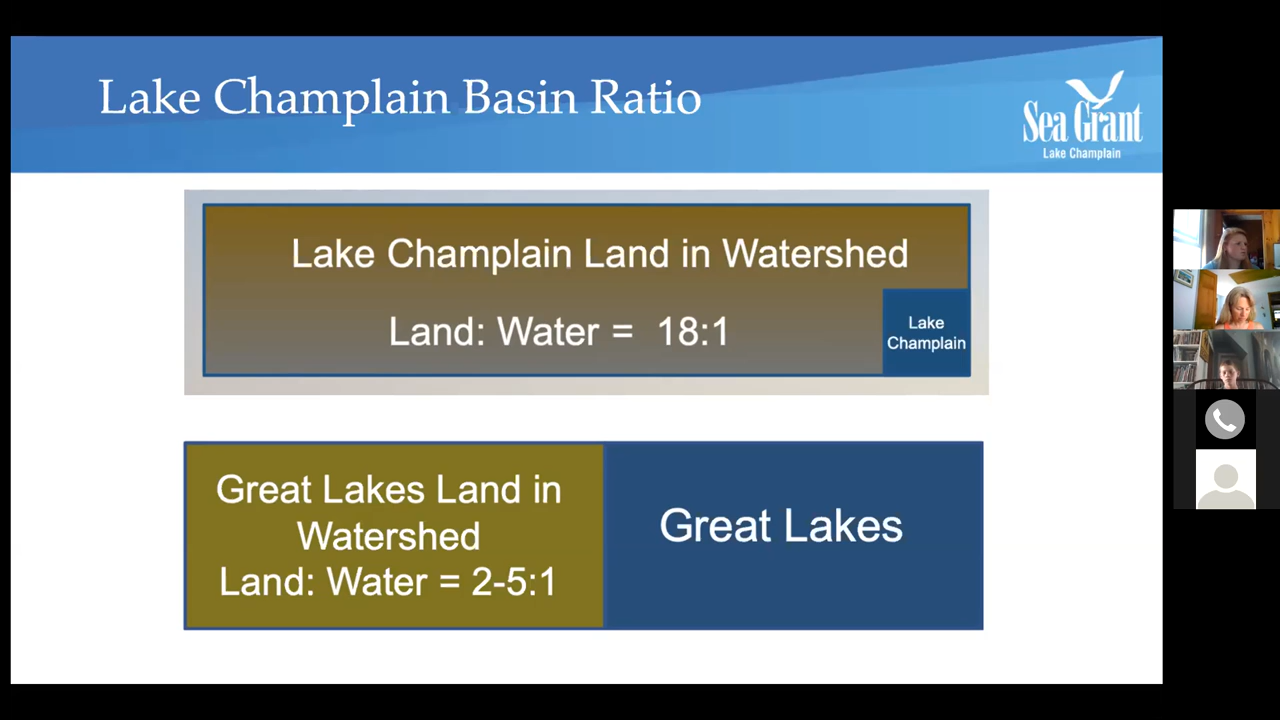 Lake Champlain Basin Ratio
Sea Grant
Lake Champlain
Lake Champlain Land in Watershed
Land: Water = 18:1
Lake
Champlain
Great Lakes Land in
Watershed
Land: Water = 2-5:1
Great Lakes